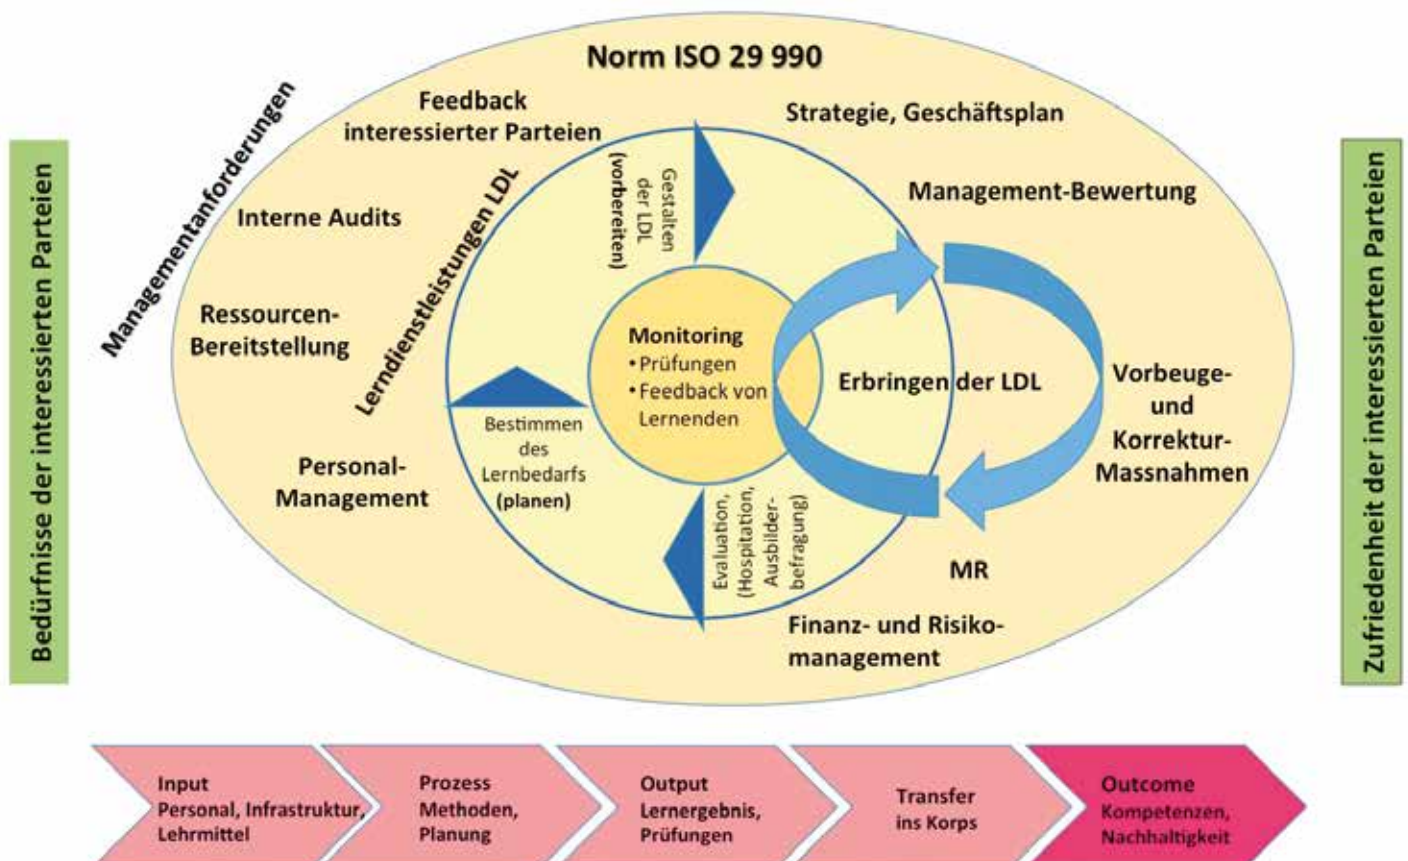 Norm ISO 29 990
Managementanforderungen
Feedback
interessierter Parteien
Strategie, Geschäftsplan
Management-Bewertung
Interne Audits
Lerndienstleistungen LDL
Ressourcen-
Bereitstellung
Personal-
Management
Gestalten
der LDL
(vorbereiten)
Monitoring
• Prüfungen
• Feedback von
Lernenden
Erbringen der LDL
Vorbeuge-
und
Korrektur-
Massnahmen
Bestimmen
des
Lernbedarfs
(planen)
Evaluation,
(Hospitation,
Ausbilder-
befragung)
MR
Finanz- und Risiko-
management
Bedürfnisse der interessierten Parteien
Zufriedenheit der interessierten Parteien
Input
Personal, Infrastruktur,
Lehrmittel
Prozess
Methoden,
Planung
Output
Lernergebnis,
Prüfungen
Transfer
ins Korps
Outcome
Kompetenzen,
Nachhaltigkeit